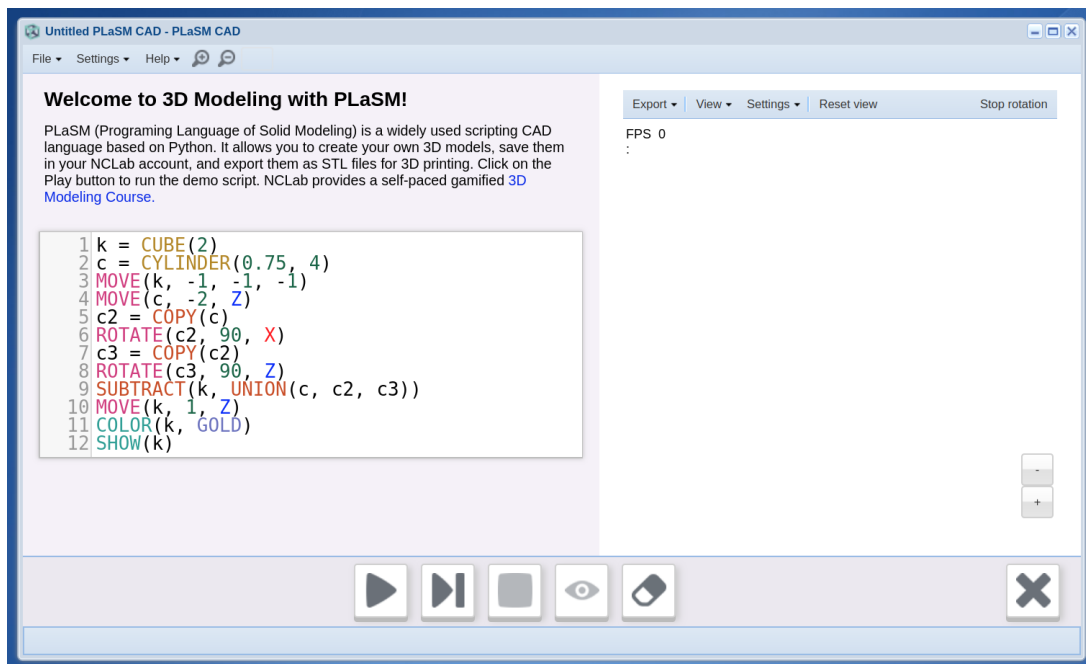 Untitled PLaSM CAD - PLaSM CAD
File Settings Help
Welcome to 3D Modeling with PLaSM!
PLaSM (Programing Language of Solid Modeling) is a widely used scripting CAD
language based on Python. It allows you to create your own 3D models, save them
in your NCLab account, and export them as STL files for 3D printing. Click on the
Play button to run the demo script. NCLab provides a self-paced gamified 3D
Modeling Course.
1 k = CUBE(2)
2 c = CYLINDER(0.75, 4)
3 MOVE(k, -1, -1, -1)
4 MOVE(c, -2, Z)
5 c2 = COPY(c)
6 ROTATE(c2, 90, X)
7 c3 = COPY(c2)
8 ROTATE(c3, 90, Z)
9 SUBTRACT(k, UNION(c, c2, c3))
10 MOVE(k, 1, Z)
11 COLOR(k, GOLD)
12 SHOW(k)
Export View Settings Reset view Stop rotation
FPS 0
:
-
+